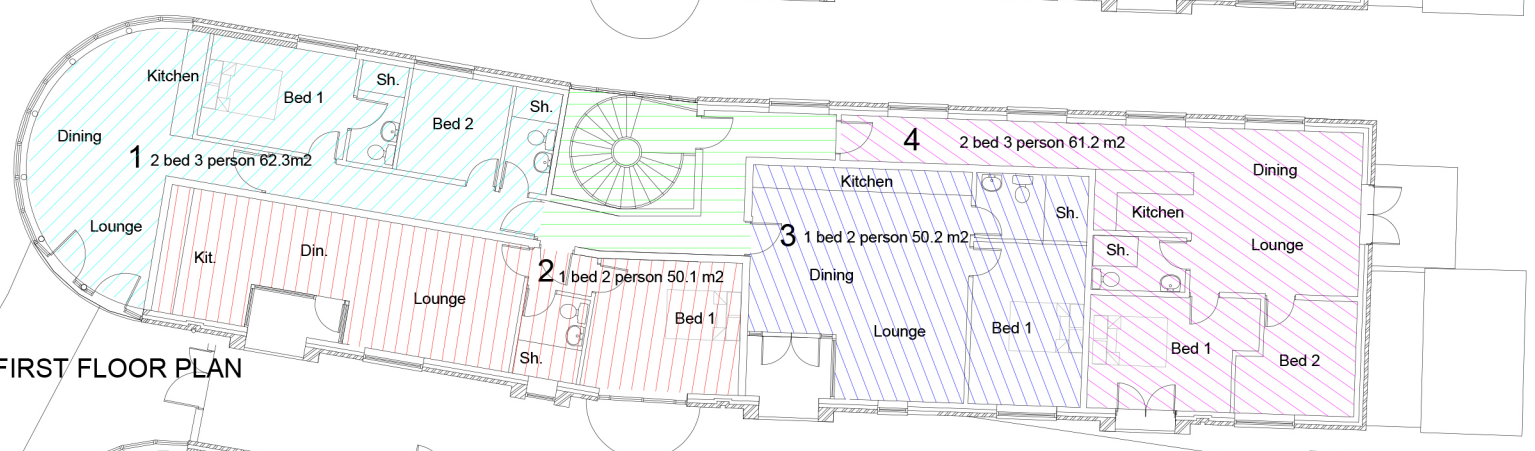 Kitchen
Bed 1
Sh.
Bed 2
Sh.
Dining
1 2 bed 3 person 62.3m2
Lounge
Kit.
Din.
Lounge
2 1 bed 2 person 50.1 m2
Bed 1
Sh.
Kitchen
Sh.
3 1 bed 2 person 50.2 m2
Dining
Lounge
Bed 1
4 2 bed 3 person 61.2 m2
Dining
Kitchen
Sh.
Lounge
Bed 1
Bed 2
FIRST FLOOR PLAN